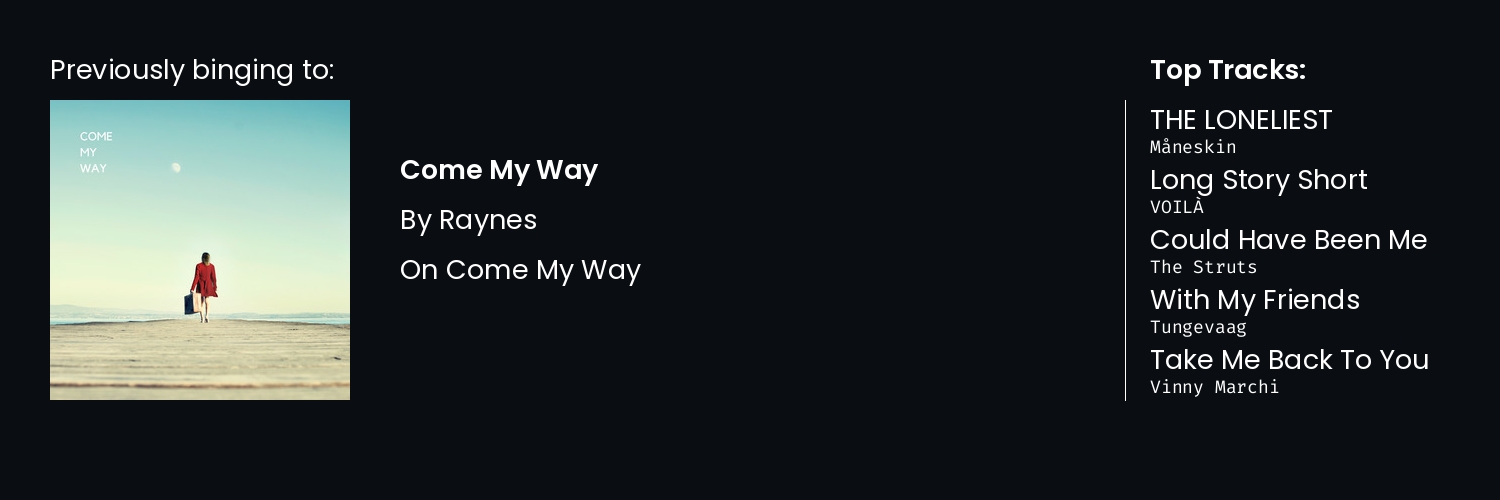 Previously binging to:
COME
MY
WAY
Come My Way
By Raynes
On Come My Way
Top Tracks:
THE LONELIEST
Måneskin
Long Story Short
VOILÀ
Could Have Been Me
The Struts
With My Friends
Tungevaag
Take Me Back To You
Vinny Marchi